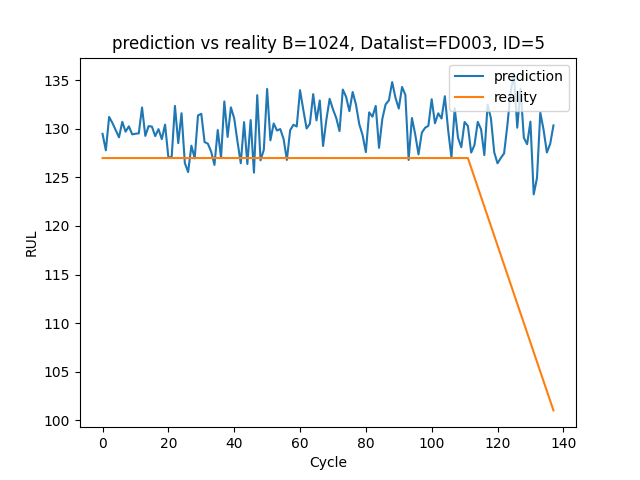 prediction vs reality B=1024, Datalist=FD003, ID=5
prediction
reality
135
130
125
120
115
110
105
100
RUL
0 20 40 60 80 100 120 140
Cycle